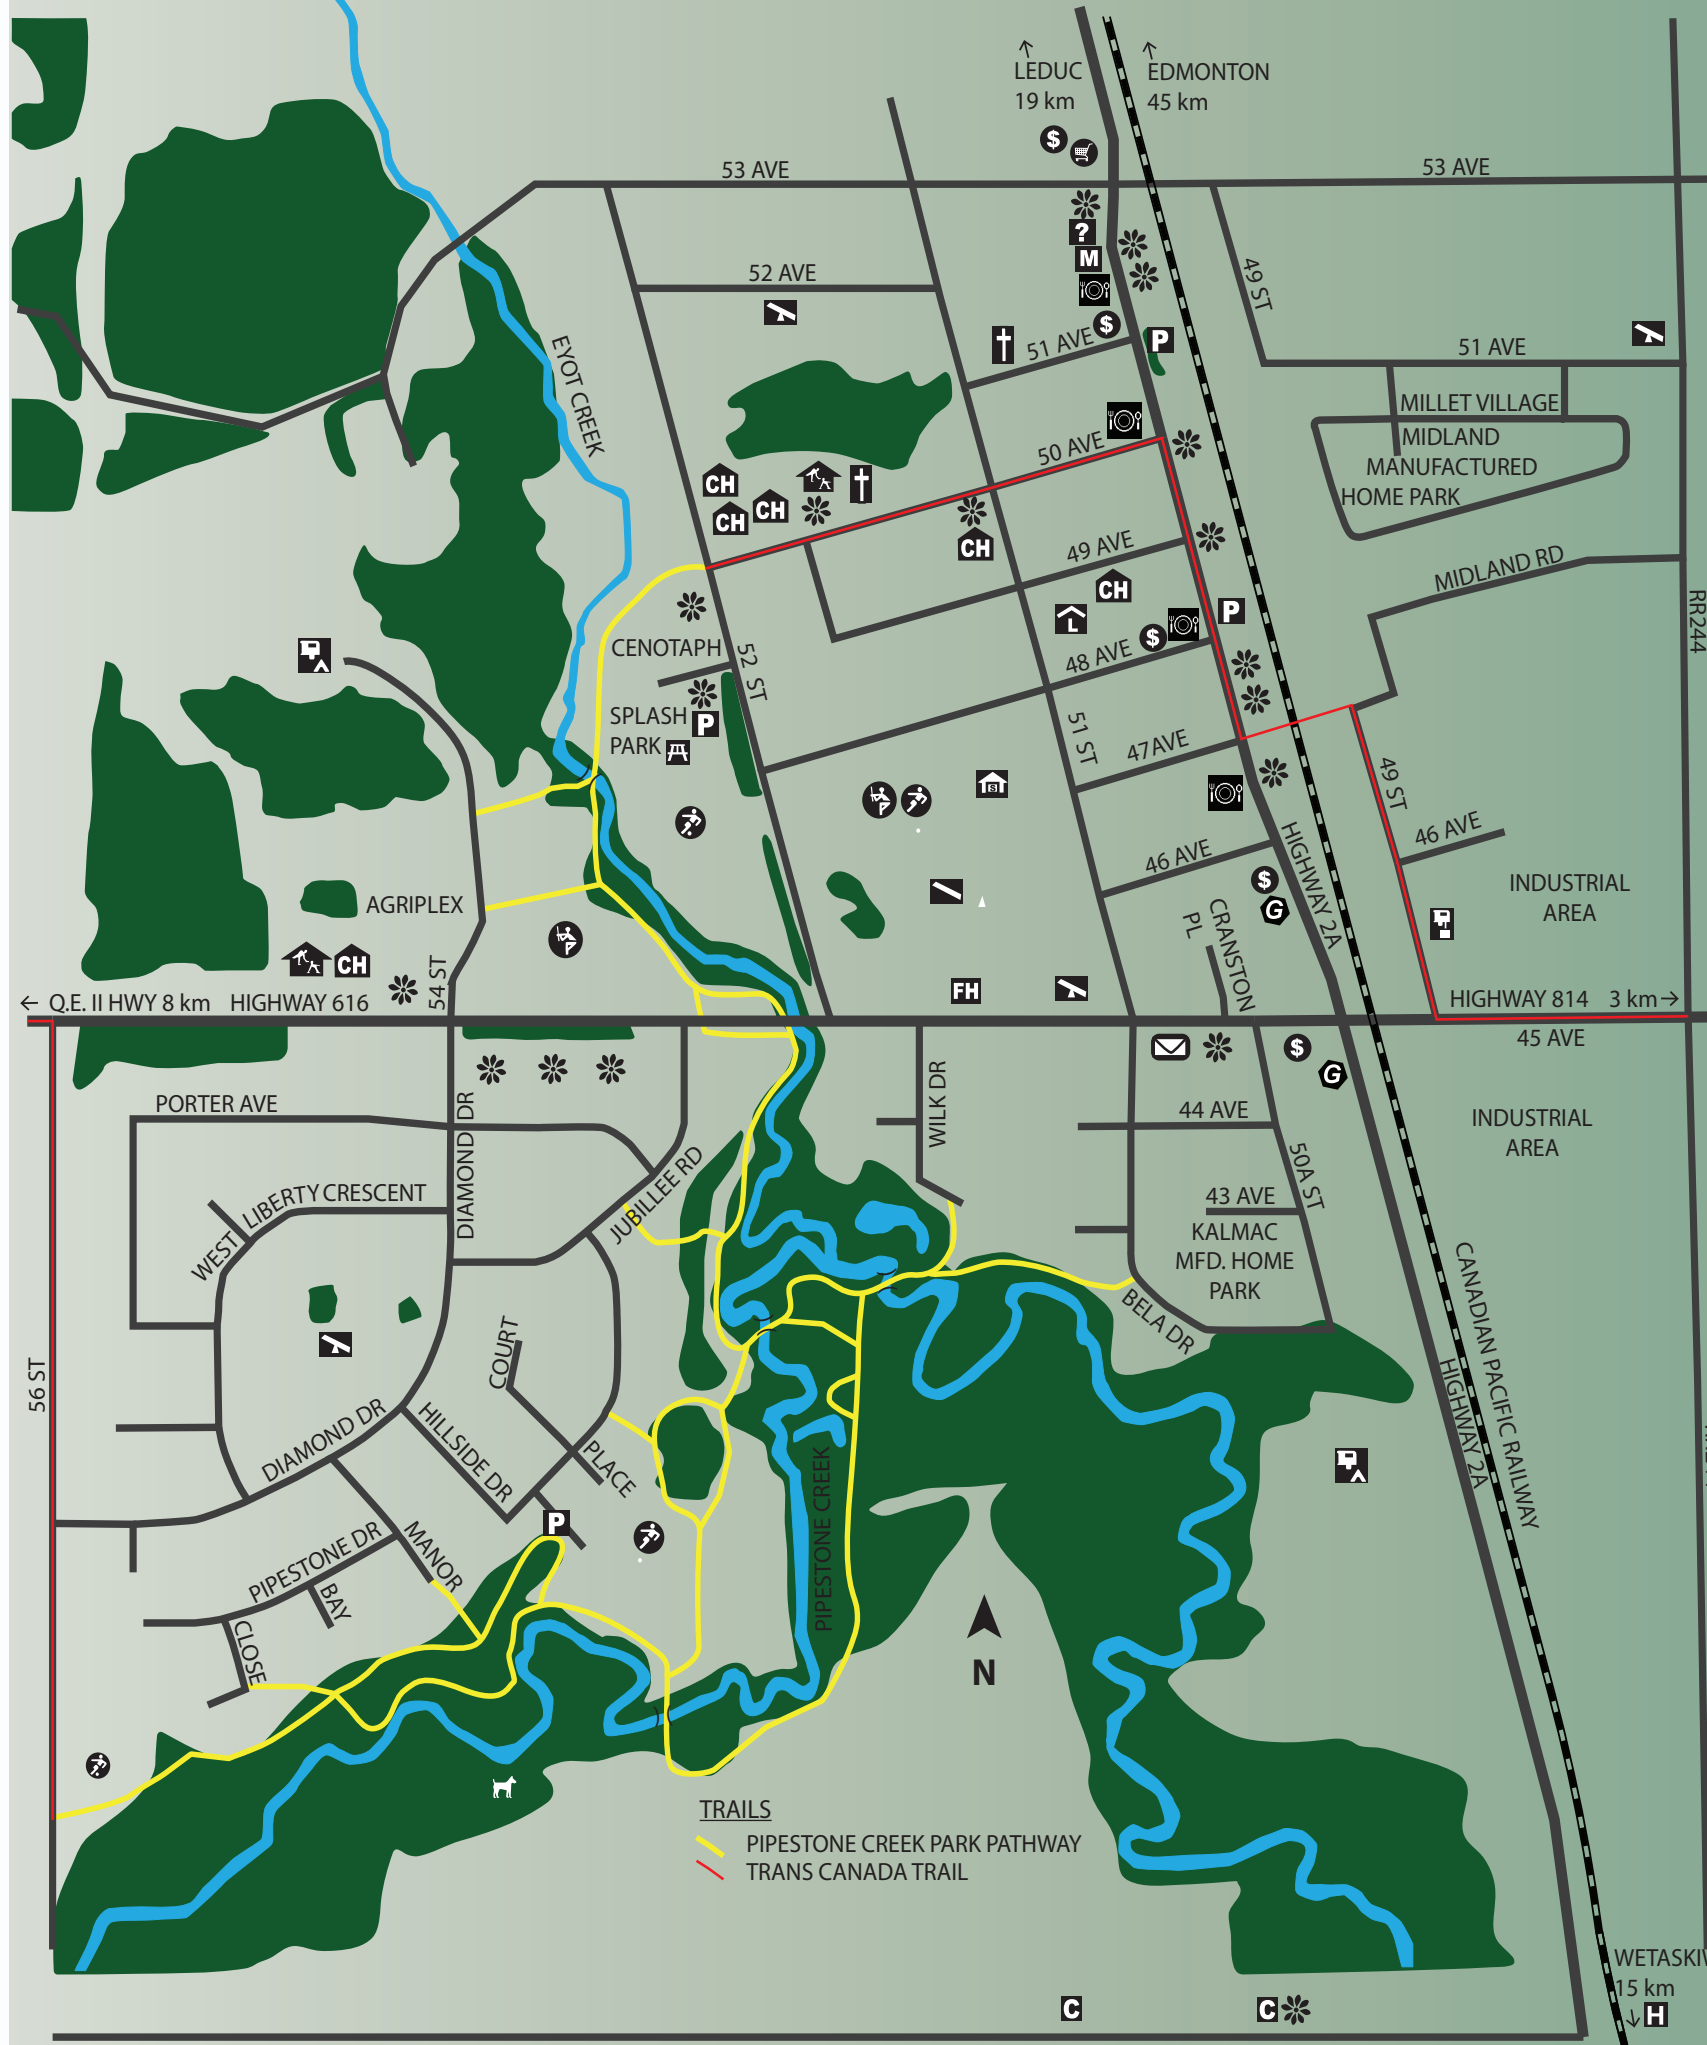 LEDUC
19 km
EDMONTON
45 km
$
53 AVE
53 AVE
?
M
52 AVE
49 ST
$
51 AVE
P
51 AVE
EYOT CREEK
MILLET VILLAGE
MIDLAND
MANUFACTURED
HOME PARK
50 AVE
CH
CH
CH
CH
49 AVE
MIDLAND RD
CH
L
P
RR244
CENOTAPH
$
48 AVE
52 ST
SPLASH
PARK
P
51 ST
47AVE
S
49 ST
46 AVE
HIGHWAY 2A
46 AVE
$
G
INDUSTRIAL
AREA
AGRIPLEX
CRANSTON
PL
CH
54 ST
FH
← Q.E. II HWY 8 km
HIGHWAY 616
HIGHWAY 814
3 km→
45 AVE
$
G
WILK DR
PORTER AVE
44 AVE
INDUSTRIAL
AREA
DIAMOND DR
JUBILLEE RD
50A ST
WEST LIBERTY CRESCENT
43 AVE
KALMAC
MFD. HOME
PARK
BELA DR
CANADIAN PACIFIC RAILWAY
HIGHWAY 2A
56 ST
COURT
DIAMOND DR
HILLSIDE DR
PLACE
PIPESTONE CREEK
P
PIPESTONE DR
MANOR
BAY
CLOSE
N
TRAILS
PIPESTONE CREEK PARK PATHWAY
TRANS CANADA TRAIL
WETASKI
15 km
H
C
C